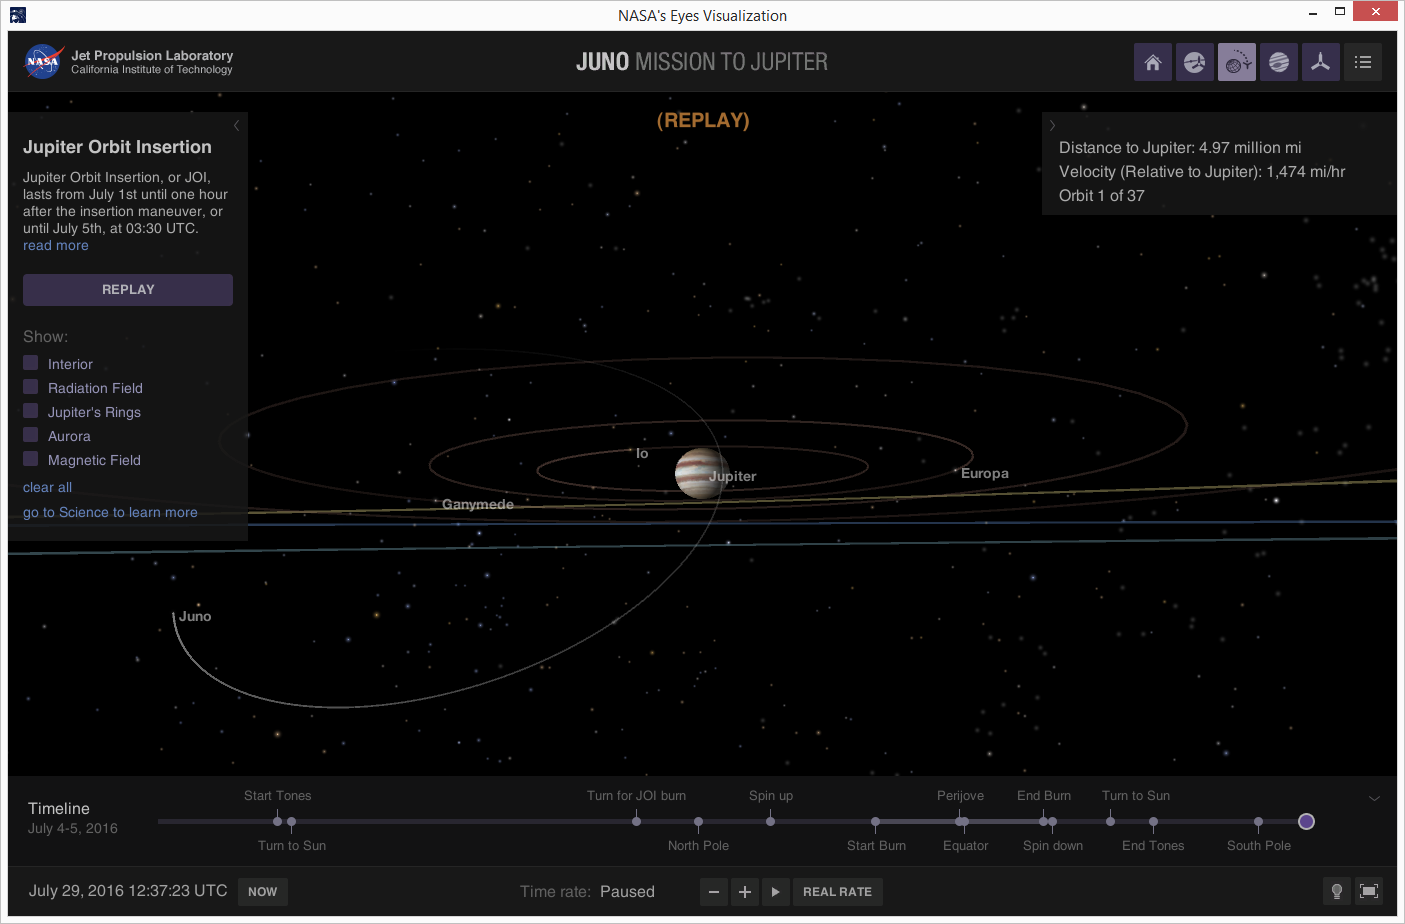 NASA's Eyes Visualization
NASA
Jet Propulsion Laboratory
California Institute of Technology
JUNO MISSION TO JUPITER
(REPLAY)
Jupiter Orbit Insertion
Jupiter Orbit Insertion, or JOI,
lasts from July 1st until one hour
after the insertion maneuver, or
until July 5th, at 03:30 UTC.
read more
REPLAY
Show:
Interior
Radiation Field
Jupiter's Rings
Aurora
Magnetic Field
clear all
go to Science to learn more
Distance to Jupiter: 4.97 million mi
Velocity (Relative to Jupiter): 1,474 mi/hr
Orbit 1 of 37
Io
Jupiter
Europa
Ganymede
Juno
Timeline
July 4-5, 2016
Start Tones
Turn for JOI burn
Spin up
Perijove
End Burn
Turn to Sun
Turn to Sun
North Pole
Start Burn
Equator
Spin down
End Tones
South Pole
July 29, 2016 12:37:23 UTC
NOW
Time rate: Paused
REAL RATE